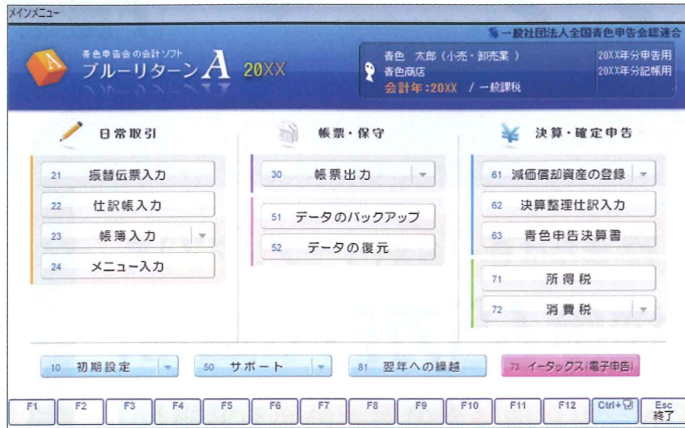 メインメニュー
一般社団法人全国青色申告会総連合
青色申告会の会計ソフト
ブルーリターンA 20XX
青色 太郎（小売・卸売業 ）
青色商店
会計年:20XX / 一般課税
20XX年分申告用
20XX年分記帳用
日常取引
21 振替伝票入力
22 仕訳帳入力
23 帳簿入力
24 メニュー入力
帳票・保守
30 帳票出力
51 データのバックアップ
52 データの復元
決算・確定申告
61 減価償却資産の登録
62 決算整理仕訳入力
63 青色申告決算書
71 所得税
72 消費税
10 初期設定
50 サポート
81 翌年への繰越
73 イータックス(電子申告)
F1 F2 F3 F4 F5 F6 F7 F8 F9 F10 F11 F12 Ctrl+ Esc
終了